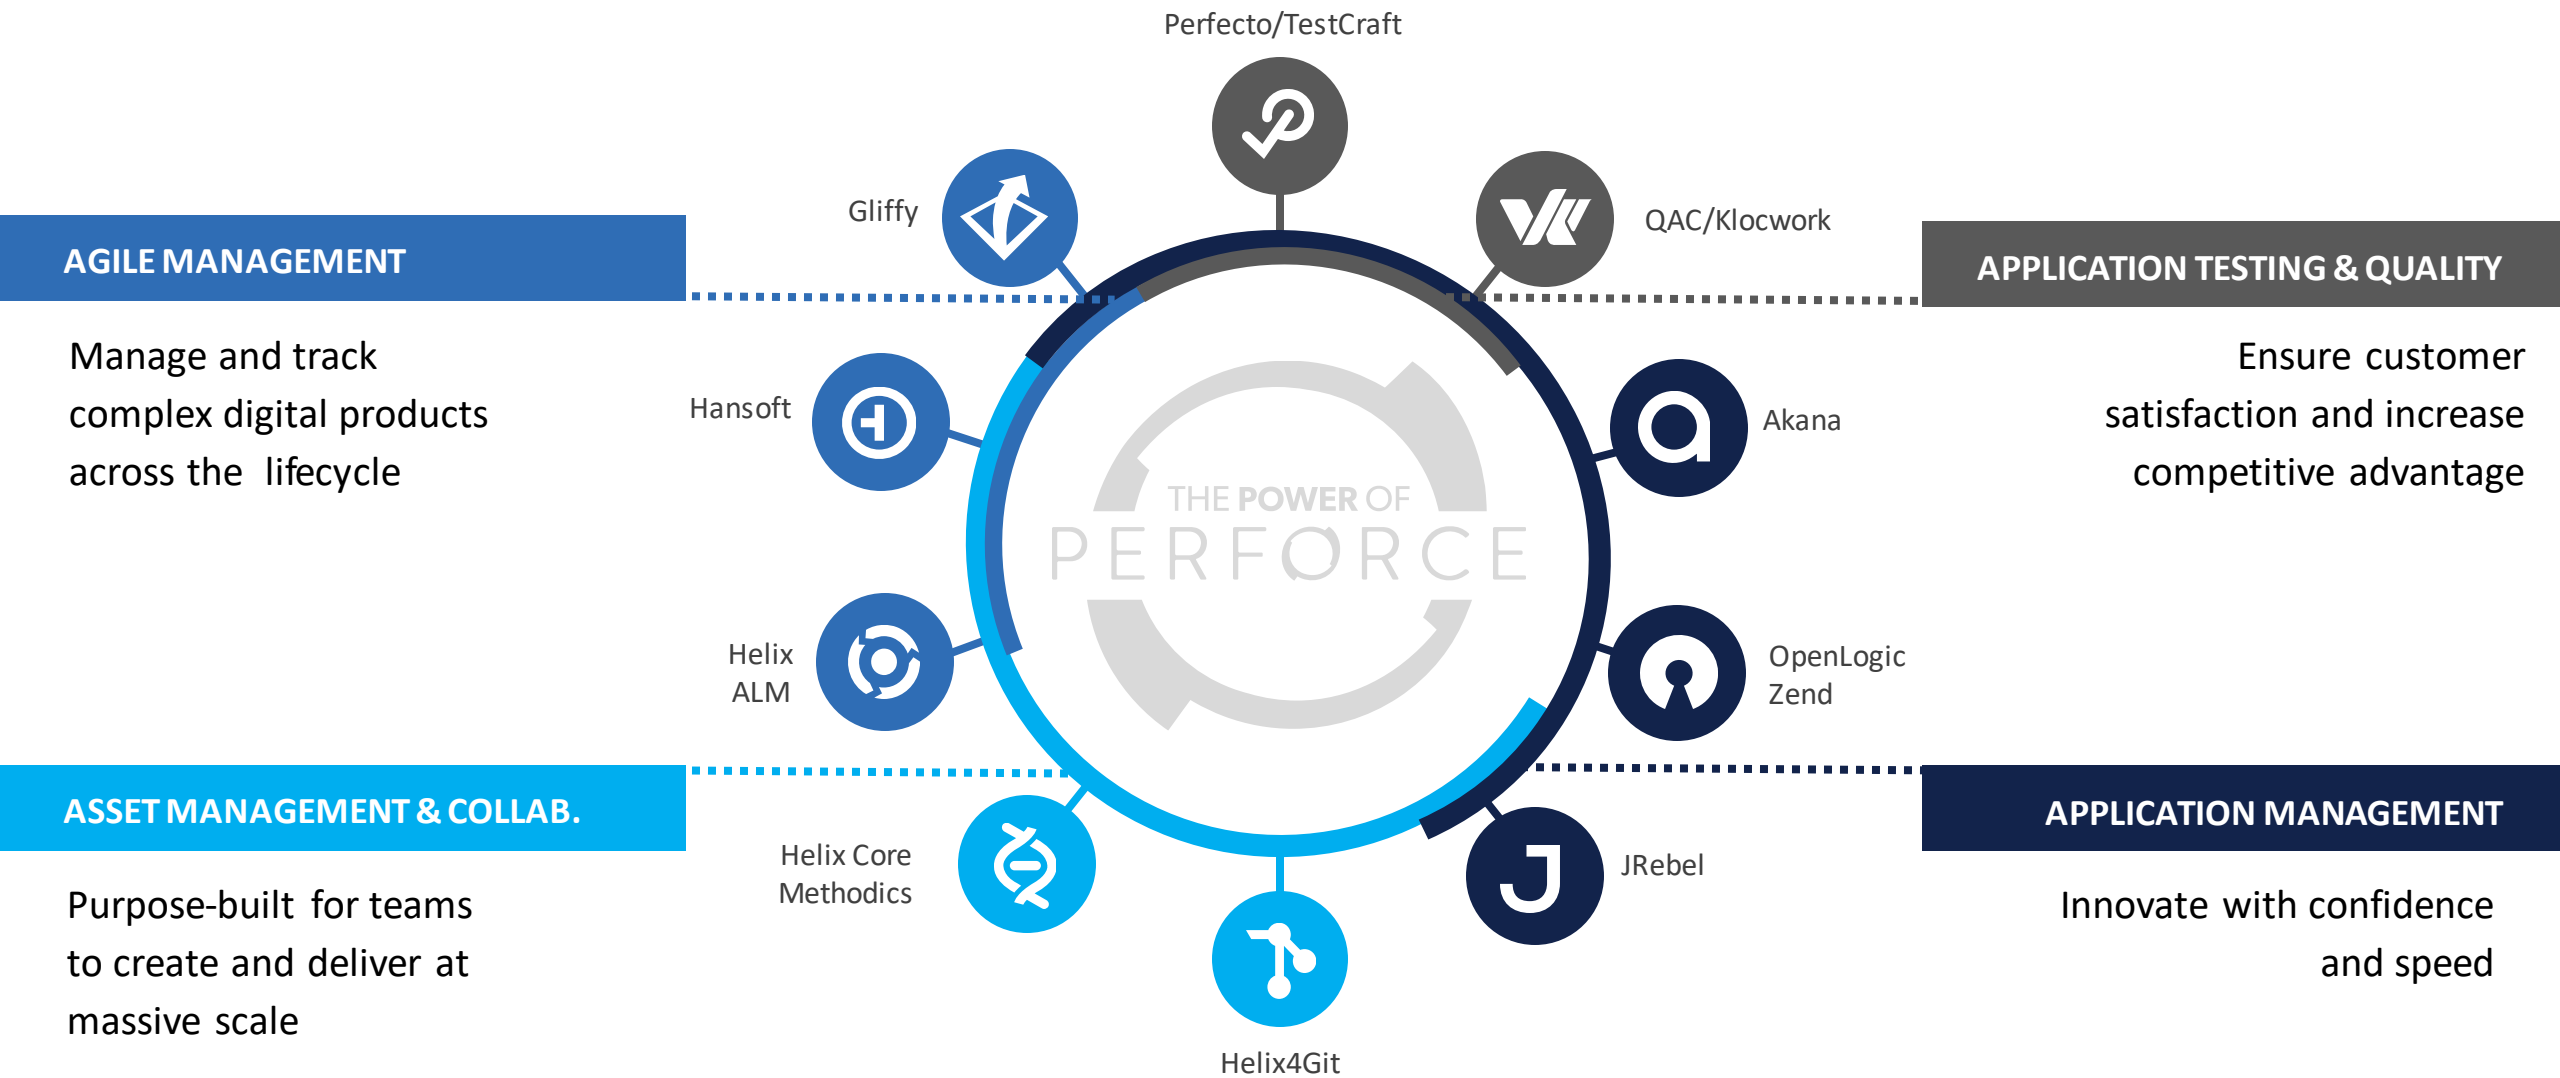 Perfecto/TestCraft
Gliffy
QAC/Klocwork
AGILE MANAGEMENT
Manage and track
complex digital products
across the lifecycle
APPLICATION TESTING & QUALITY
Ensure customer
satisfaction and increase
competitive advantage
Hansoft
Akana
THE POWER OF
PERFORCE
Helix
ALM
OpenLogic
Zend
ASSET MANAGEMENT & COLLAB.
Purpose-built for teams
to create and deliver at
massive scale
Helix Core
Methodics
JRebel
APPLICATION MANAGEMENT
Innovate with confidence
and speed
Helix4Git